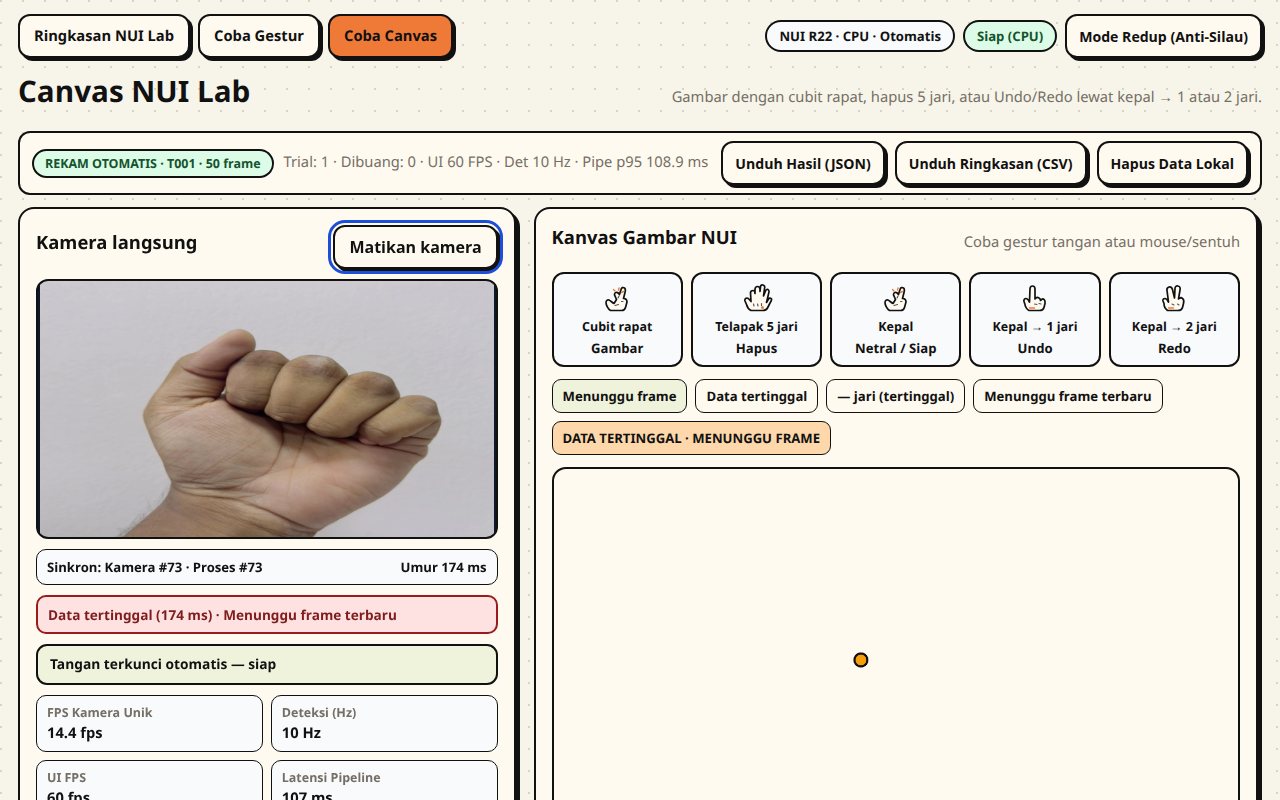 Ringkasan NUI Lab
Coba Gestur
Coba Canvas
NUI R22 · CPU · Otomatis
Siap (CPU)
Mode Redup (Anti-Silau)
Canvas NUI Lab
Gambar dengan cubit rapat, hapus 5 jari, atau Undo/Redo lewat kepal → 1 atau 2 jari.
REKAM OTOMATIS · T001 · 50 frame
Trial: 1 · Dibuang: 0 · UI 60 FPS · Det 10 Hz · Pipe p95 108.9 ms
Unduh Hasil (JSON)
Unduh Ringkasan (CSV)
Hapus Data Lokal
Kamera langsung
Matikan kamera
Sinkron: Kamera #73 · Proses #73
Umur 174 ms
Data tertinggal (174 ms) · Menunggu frame terbaru
Tangan terkunci otomatis — siap
FPS Kamera Unik
14.4 fps
Deteksi (Hz)
10 Hz
UI FPS
60 fps
Latensi Pipeline
107 ms
Kanvas Gambar NUI
Coba gestur tangan atau mouse/sentuh
Cubit rapat
Gambar
Telapak 5 jari
Hapus
Kepal
Netral / Siap
Kepal → 1 jari
Undo
Kepal → 2 jari
Redo
Menunggu frame
Data tertinggal
— jari (tertinggal)
Menunggu frame terbaru
DATA TERTINGGAL · MENUNGGU FRAME